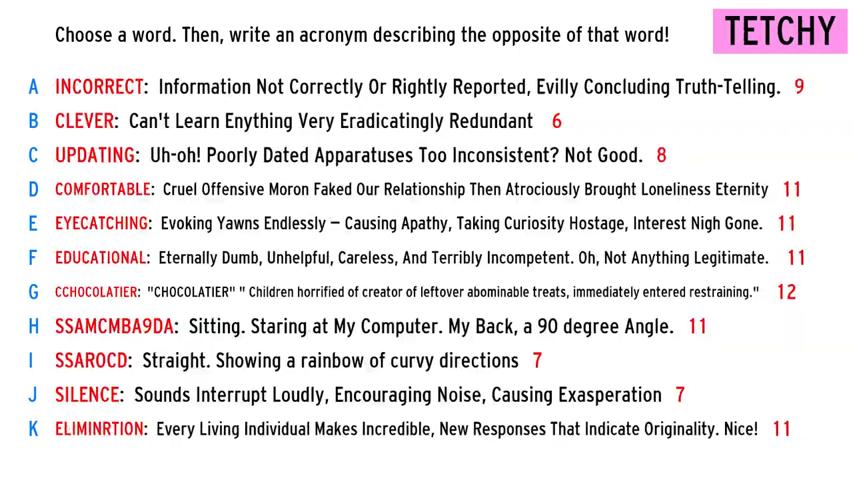 Choose a word. Then, write an acronym describing the opposite of that word!
TETCHY
A INCORRECT: Information Not Correctly Or Rightly Reported, Evilly Concluding Truth-Telling. 9
B CLEVER: Can't Learn Enything Very Eradicatingly Redundant 6
C UPDATING: Uh-oh! Poorly Dated Apparatuses Too Inconsistent? Not Good. 8
D COMFORTABLE: Cruel Offensive Moron Faked Our Relationship Then Atrociously Brought Loneliness Eternity 11
E EYECATCHING: Evoking Yawns Endlessly – Causing Apathy, Taking Curiosity Hostage, Interest Nigh Gone. 11
F EDUCATIONAL: Eternally Dumb, Unhelpful, Careless, And Terribly Incompetent. Oh, Not Anything Legitimate. 11
G CCHOCOLATIER: "CHOCOLATIER" " Children horrified of creator of leftover abominable treats, immediately entered restraining." 12
H SSAMCMBA9DA: Sitting. Staring at My Computer. My Back, a 90 degree Angle. 11
I SSAROCD: Straight. Showing a rainbow of curvy directions 7
J SILENCE: Sounds Interrupt Loudly, Encouraging Noise, Causing Exasperation 7
K ELIMINRTION: Every Living Individual Makes Incredible, New Responses That Indicate Originality. Nice! 11